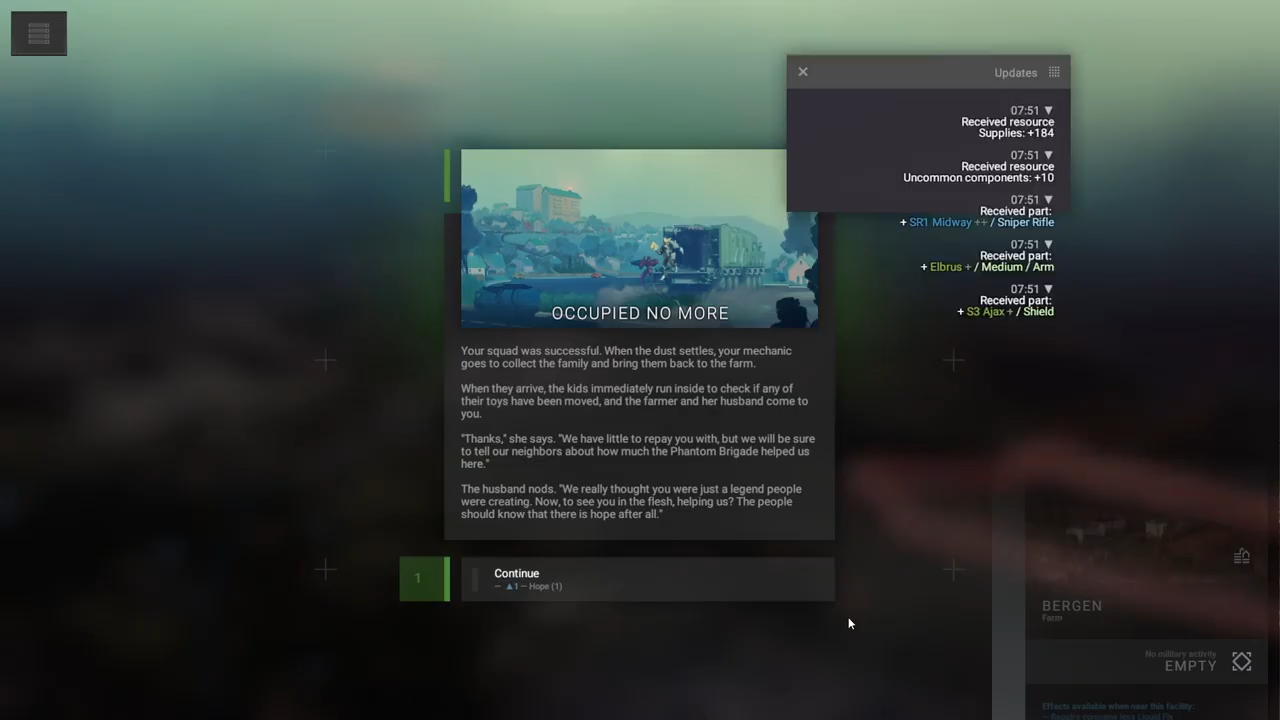 Updates
07:51 ▼
Received resource
Supplies: +184
07:51 ▼
Received resource
Uncommon components: +10
07:51 ▼
Received part:
+ SR1 Midway ++ / Sniper Rifle
07:51 ▼
Received part:
+ Elbrus + / Medium / Arm
07:51 ▼
Received part:
+ S3 Ajax + / Shield
OCCUPIED NO MORE
Your squad was successful. When the dust settles, your mechanic
goes to collect the family and bring them back to the farm.
When they arrive, the kids immediately run inside to check if any of
their toys have been moved, and the farmer and her husband come to
you.
"Thanks," she says. "We have little to repay you with, but we will be sure
to tell our neighbors about how much the Phantom Brigade helped us
here."
The husband nods. "We really thought you were just a legend people
were creating. Now, to see you in the flesh, helping us? The people
should know that there is hope after all."
1
Continue
— ▲1 — Hope (1)
BERGEN
Farm
No military activity
EMPTY
Effects available when near this facility: